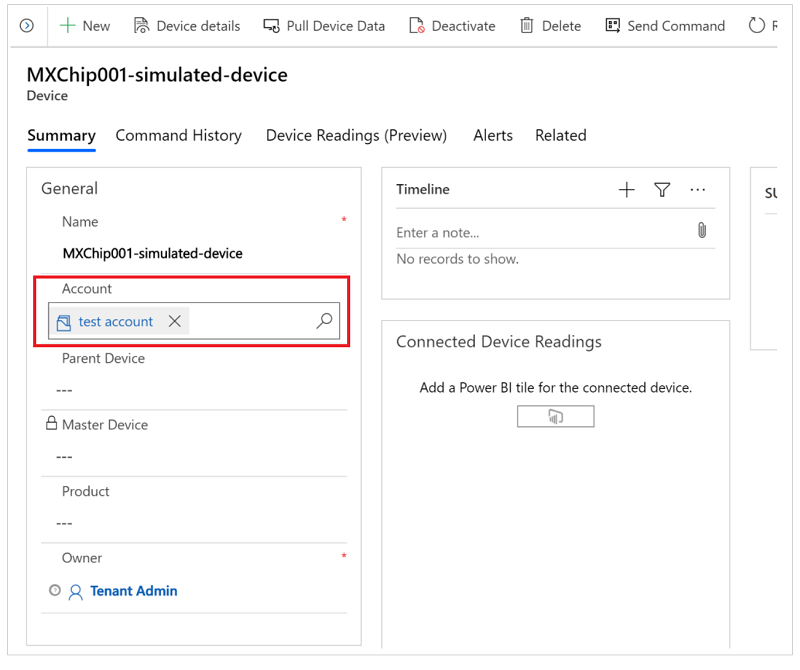 New Device details Pull Device Data Deactivate Delete Send Command R
MXChip001-simulated-device
Device
Summary Command History Device Readings (Preview) Alerts Related
General
Name *
MXChip001-simulated-device
Account
test account
Parent Device
---
Master Device
---
Product
---
Owner *
Tenant Admin
Timeline
Enter a note...
No records to show.
Connected Device Readings
Add a Power BI tile for the connected device.
SU